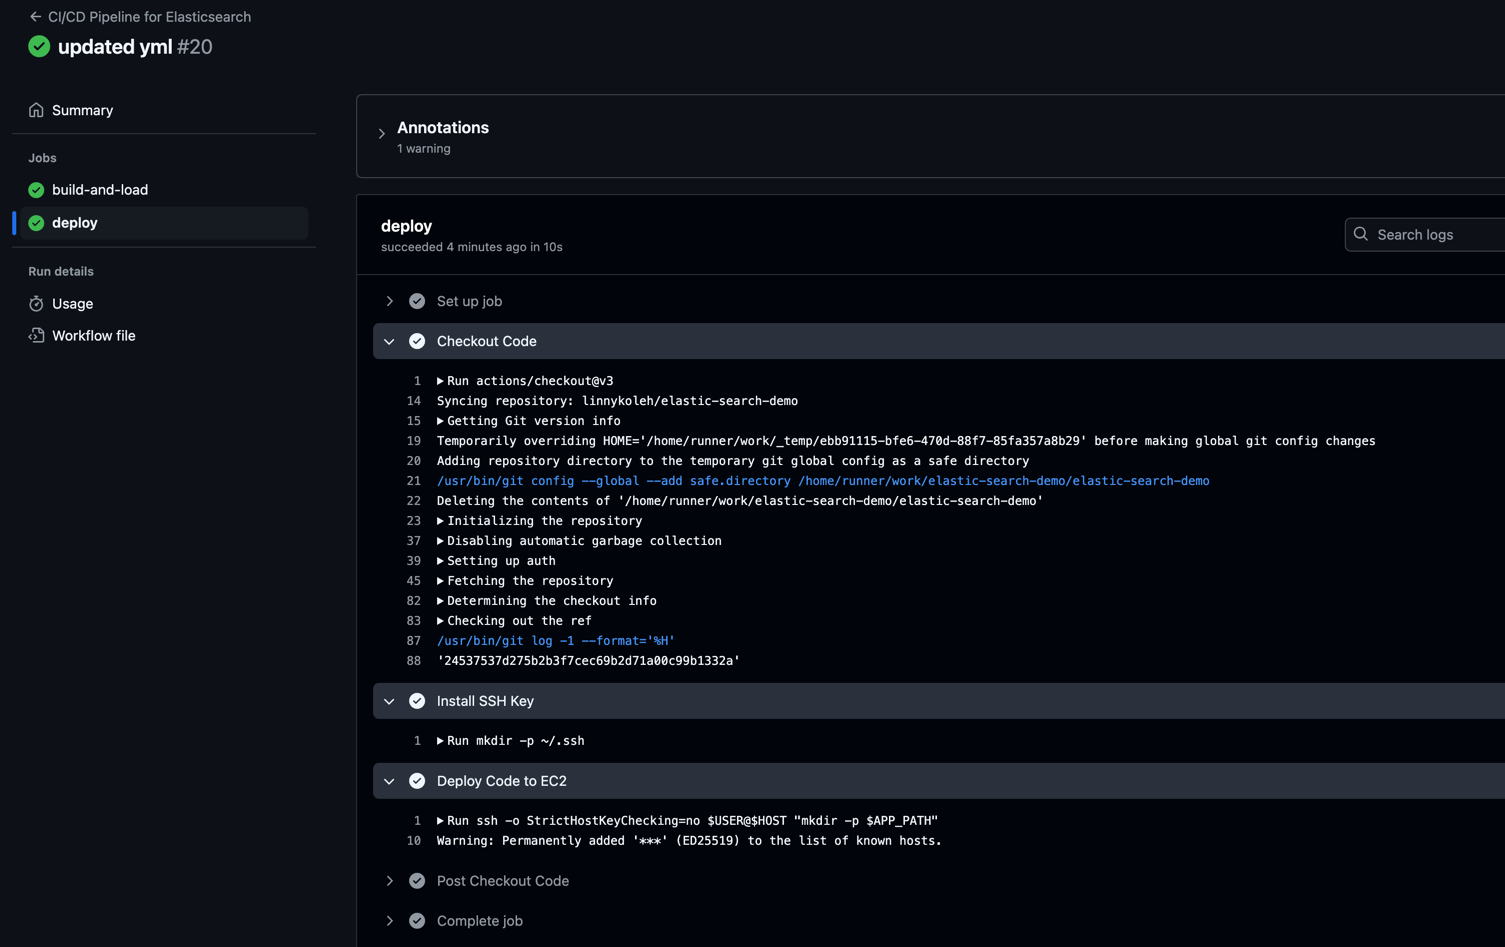 ← CI/CD Pipeline for Elasticsearch
updated yml #20
Summary
Jobs
build-and-load
deploy
Run details
Usage
Workflow file
Annotations
1 warning
deploy
succeeded 4 minutes ago in 10s
Search logs
Set up job
Checkout Code
1 ▶Run actions/checkout@v3
14 Syncing repository: linnykoleh/elastic-search-demo
15 ▶Getting Git version info
19 Temporarily overriding HOME='/home/runner/work/_temp/ebb91115-bfe6-470d-88f7-85fa357a8b29' before making global git config changes
20 Adding repository directory to the temporary git global config as a safe directory
21 /usr/bin/git config --global --add safe.directory /home/runner/work/elastic-search-demo/elastic-search-demo
22 Deleting the contents of '/home/runner/work/elastic-search-demo/elastic-search-demo'
23 ▶Initializing the repository
37 ▶Disabling automatic garbage collection
39 ▶Setting up auth
45 ▶Fetching the repository
82 ▶Determining the checkout info
83 ▶Checking out the ref
87 /usr/bin/git log -1 --format='%H'
88 '24537537d275b2b3f7cec69b2d71a00c99b1332a'
Install SSH Key
1 ▶Run mkdir -p ~/.ssh
Deploy Code to EC2
1 ▶Run ssh -o StrictHostKeyChecking=no $USER@$HOST "mkdir -p $APP_PATH"
10 Warning: Permanently added '***' (ED25519) to the list of known hosts.
Post Checkout Code
Complete job